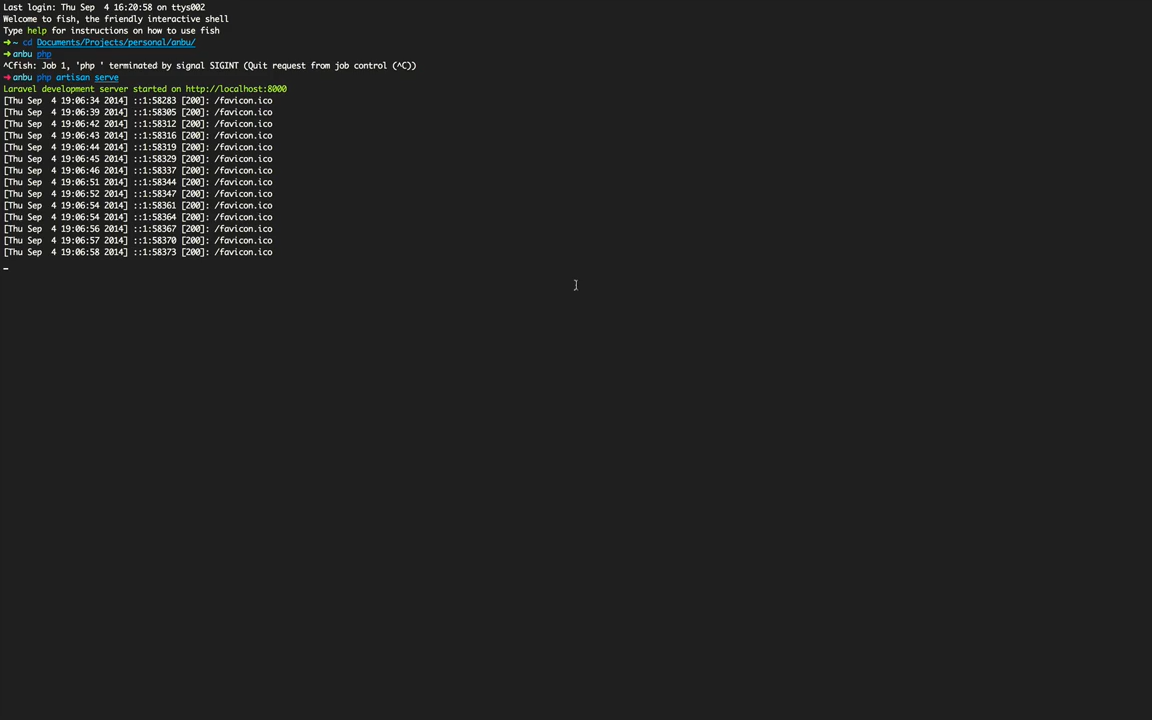 Last login: Thu Sep  4 16:20:58 on ttys002
Welcome to fish, the friendly interactive shell
Type help for instructions on how to use fish
➜ ~ cd Documents/Projects/personal/anbu/
➜ anbu php
^Cfish: Job 1, 'php ' terminated by signal SIGINT (Quit request from job control (^C))
➜ anbu php artisan serve
Laravel development server started on http://localhost:8000
[Thu Sep  4 19:06:34 2014] ::1:58283 [200]: /favicon.ico
[Thu Sep  4 19:06:39 2014] ::1:58305 [200]: /favicon.ico
[Thu Sep  4 19:06:42 2014] ::1:58312 [200]: /favicon.ico
[Thu Sep  4 19:06:43 2014] ::1:58316 [200]: /favicon.ico
[Thu Sep  4 19:06:44 2014] ::1:58319 [200]: /favicon.ico
[Thu Sep  4 19:06:45 2014] ::1:58329 [200]: /favicon.ico
[Thu Sep  4 19:06:46 2014] ::1:58337 [200]: /favicon.ico
[Thu Sep  4 19:06:51 2014] ::1:58344 [200]: /favicon.ico
[Thu Sep  4 19:06:52 2014] ::1:58347 [200]: /favicon.ico
[Thu Sep  4 19:06:54 2014] ::1:58361 [200]: /favicon.ico
[Thu Sep  4 19:06:54 2014] ::1:58364 [200]: /favicon.ico
[Thu Sep  4 19:06:56 2014] ::1:58367 [200]: /favicon.ico
[Thu Sep  4 19:06:57 2014] ::1:58370 [200]: /favicon.ico
[Thu Sep  4 19:06:58 2014] ::1:58373 [200]: /favicon.ico